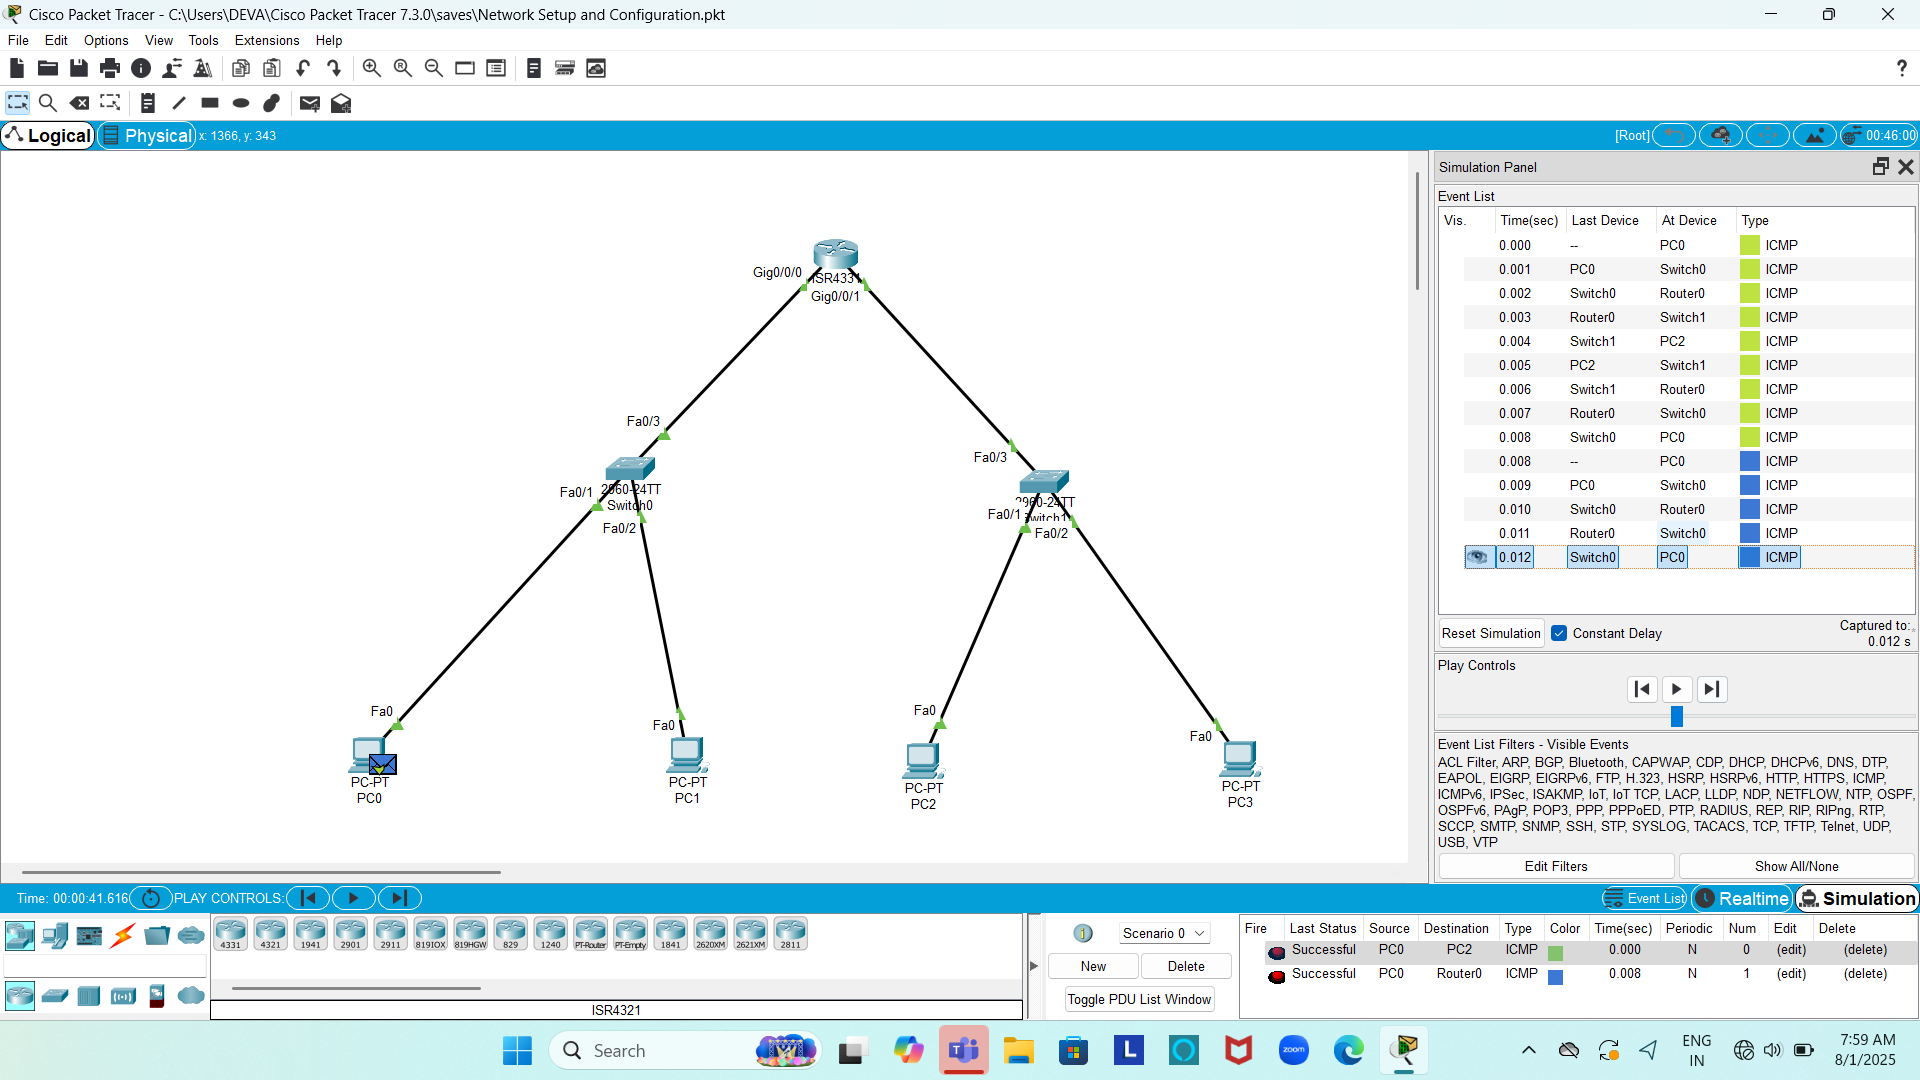 Cisco Packet Tracer - C:\Users\DEVA\Cisco Packet Tracer 7.3.0\saves\Network Setup and Configuration.pkt
File Edit Options View Tools Extensions Help
?
Logical Physical x: 1366, y: 343 [Root] 00:46:00
Simulation Panel
Event List
Vis. Time(sec) Last Device At Device Type
0.000 -- PC0 ICMP
0.001 PC0 Switch0 ICMP
0.002 Switch0 Router0 ICMP
0.003 Router0 Switch1 ICMP
0.004 Switch1 PC2 ICMP
0.005 PC2 Switch1 ICMP
0.006 Switch1 Router0 ICMP
0.007 Router0 Switch0 ICMP
0.008 Switch0 PC0 ICMP
0.008 -- PC0 ICMP
0.009 PC0 Switch0 ICMP
0.010 Switch0 Router0 ICMP
0.011 Router0 Switch0 ICMP
0.012 Switch0 PC0 ICMP
Reset Simulation Constant Delay Captured to:
0.012 s
Play Controls
Event List Filters - Visible Events
ACL Filter, ARP, BGP, Bluetooth, CAPWAP, CDP, DHCP, DHCPv6, DNS, DTP,
EAPOL, EIGRP, EIGRPv6, FTP, H.323, HSRP, HSRPv6, HTTP, HTTPS, ICMP,
ICMPv6, IPSec, ISAKMP, IoT, IoT TCP, LACP, LLDP, NDP, NETFLOW, NTP, OSPF,
OSPFv6, PAgP, POP3, PPP, PPPoED, PTP, RADIUS, REP, RIP, RIPng, RTP,
SCCP, SMTP, SNMP, SSH, STP, SYSLOG, TACACS, TCP, TFTP, Telnet, UDP,
USB, VTP
Edit Filters Show All/None
Gig0/0/0
ISR4331
Gig0/0/1
Fa0/3
Fa0/1
2960-24TT
Switch0
Fa0/2
Fa0/3
2960-24TT
Fa0/1
Switch1
Fa0/2
Fa0
PC-PT
PC0
Fa0
PC-PT
PC1
Fa0
PC-PT
PC2
Fa0
PC-PT
PC3
Time: 00:00:41.616 PLAY CONTROLS: Event List Realtime Simulation
4331 4321 1941 2901 2911 819IOX 819HGW 829 1240 PT-Router PT-Empty 1841 2620XM 2621XM 2811
ISR4321
1 Scenario 0
New Delete
Toggle PDU List Window
Fire Last Status Source Destination Type Color Time(sec) Periodic Num Edit Delete
Successful PC0 PC2 ICMP 0.000 N 0 (edit) (delete)
Successful PC0 Router0 ICMP 0.008 N 1 (edit) (delete)
Search
L
zoom
ENG
IN
7:59 AM
8/1/2025